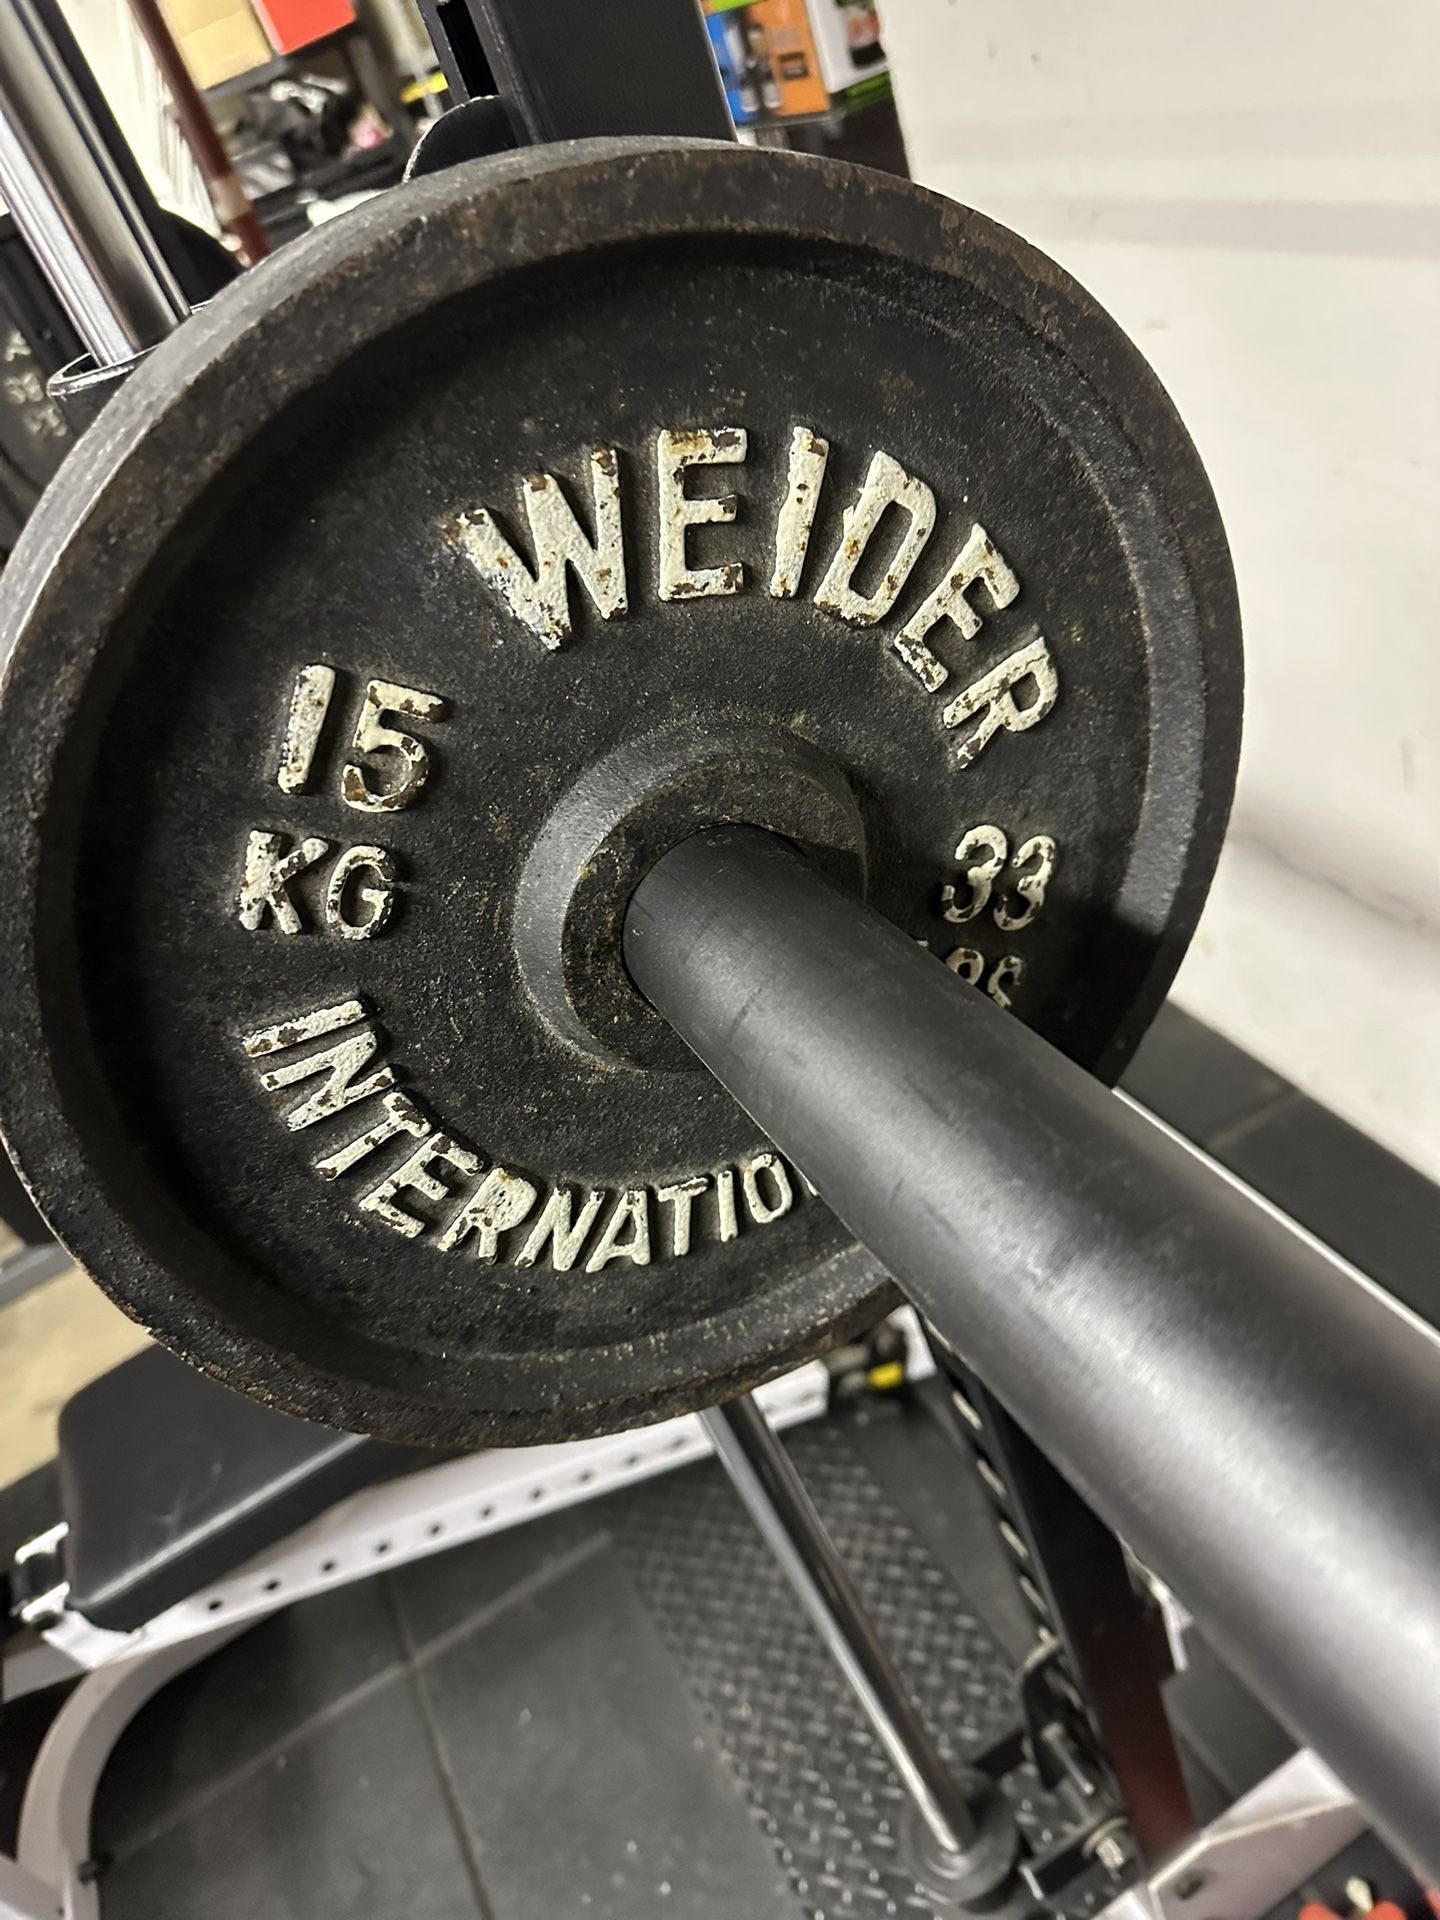 WEIDER
15
KG
33
INTERNATIO